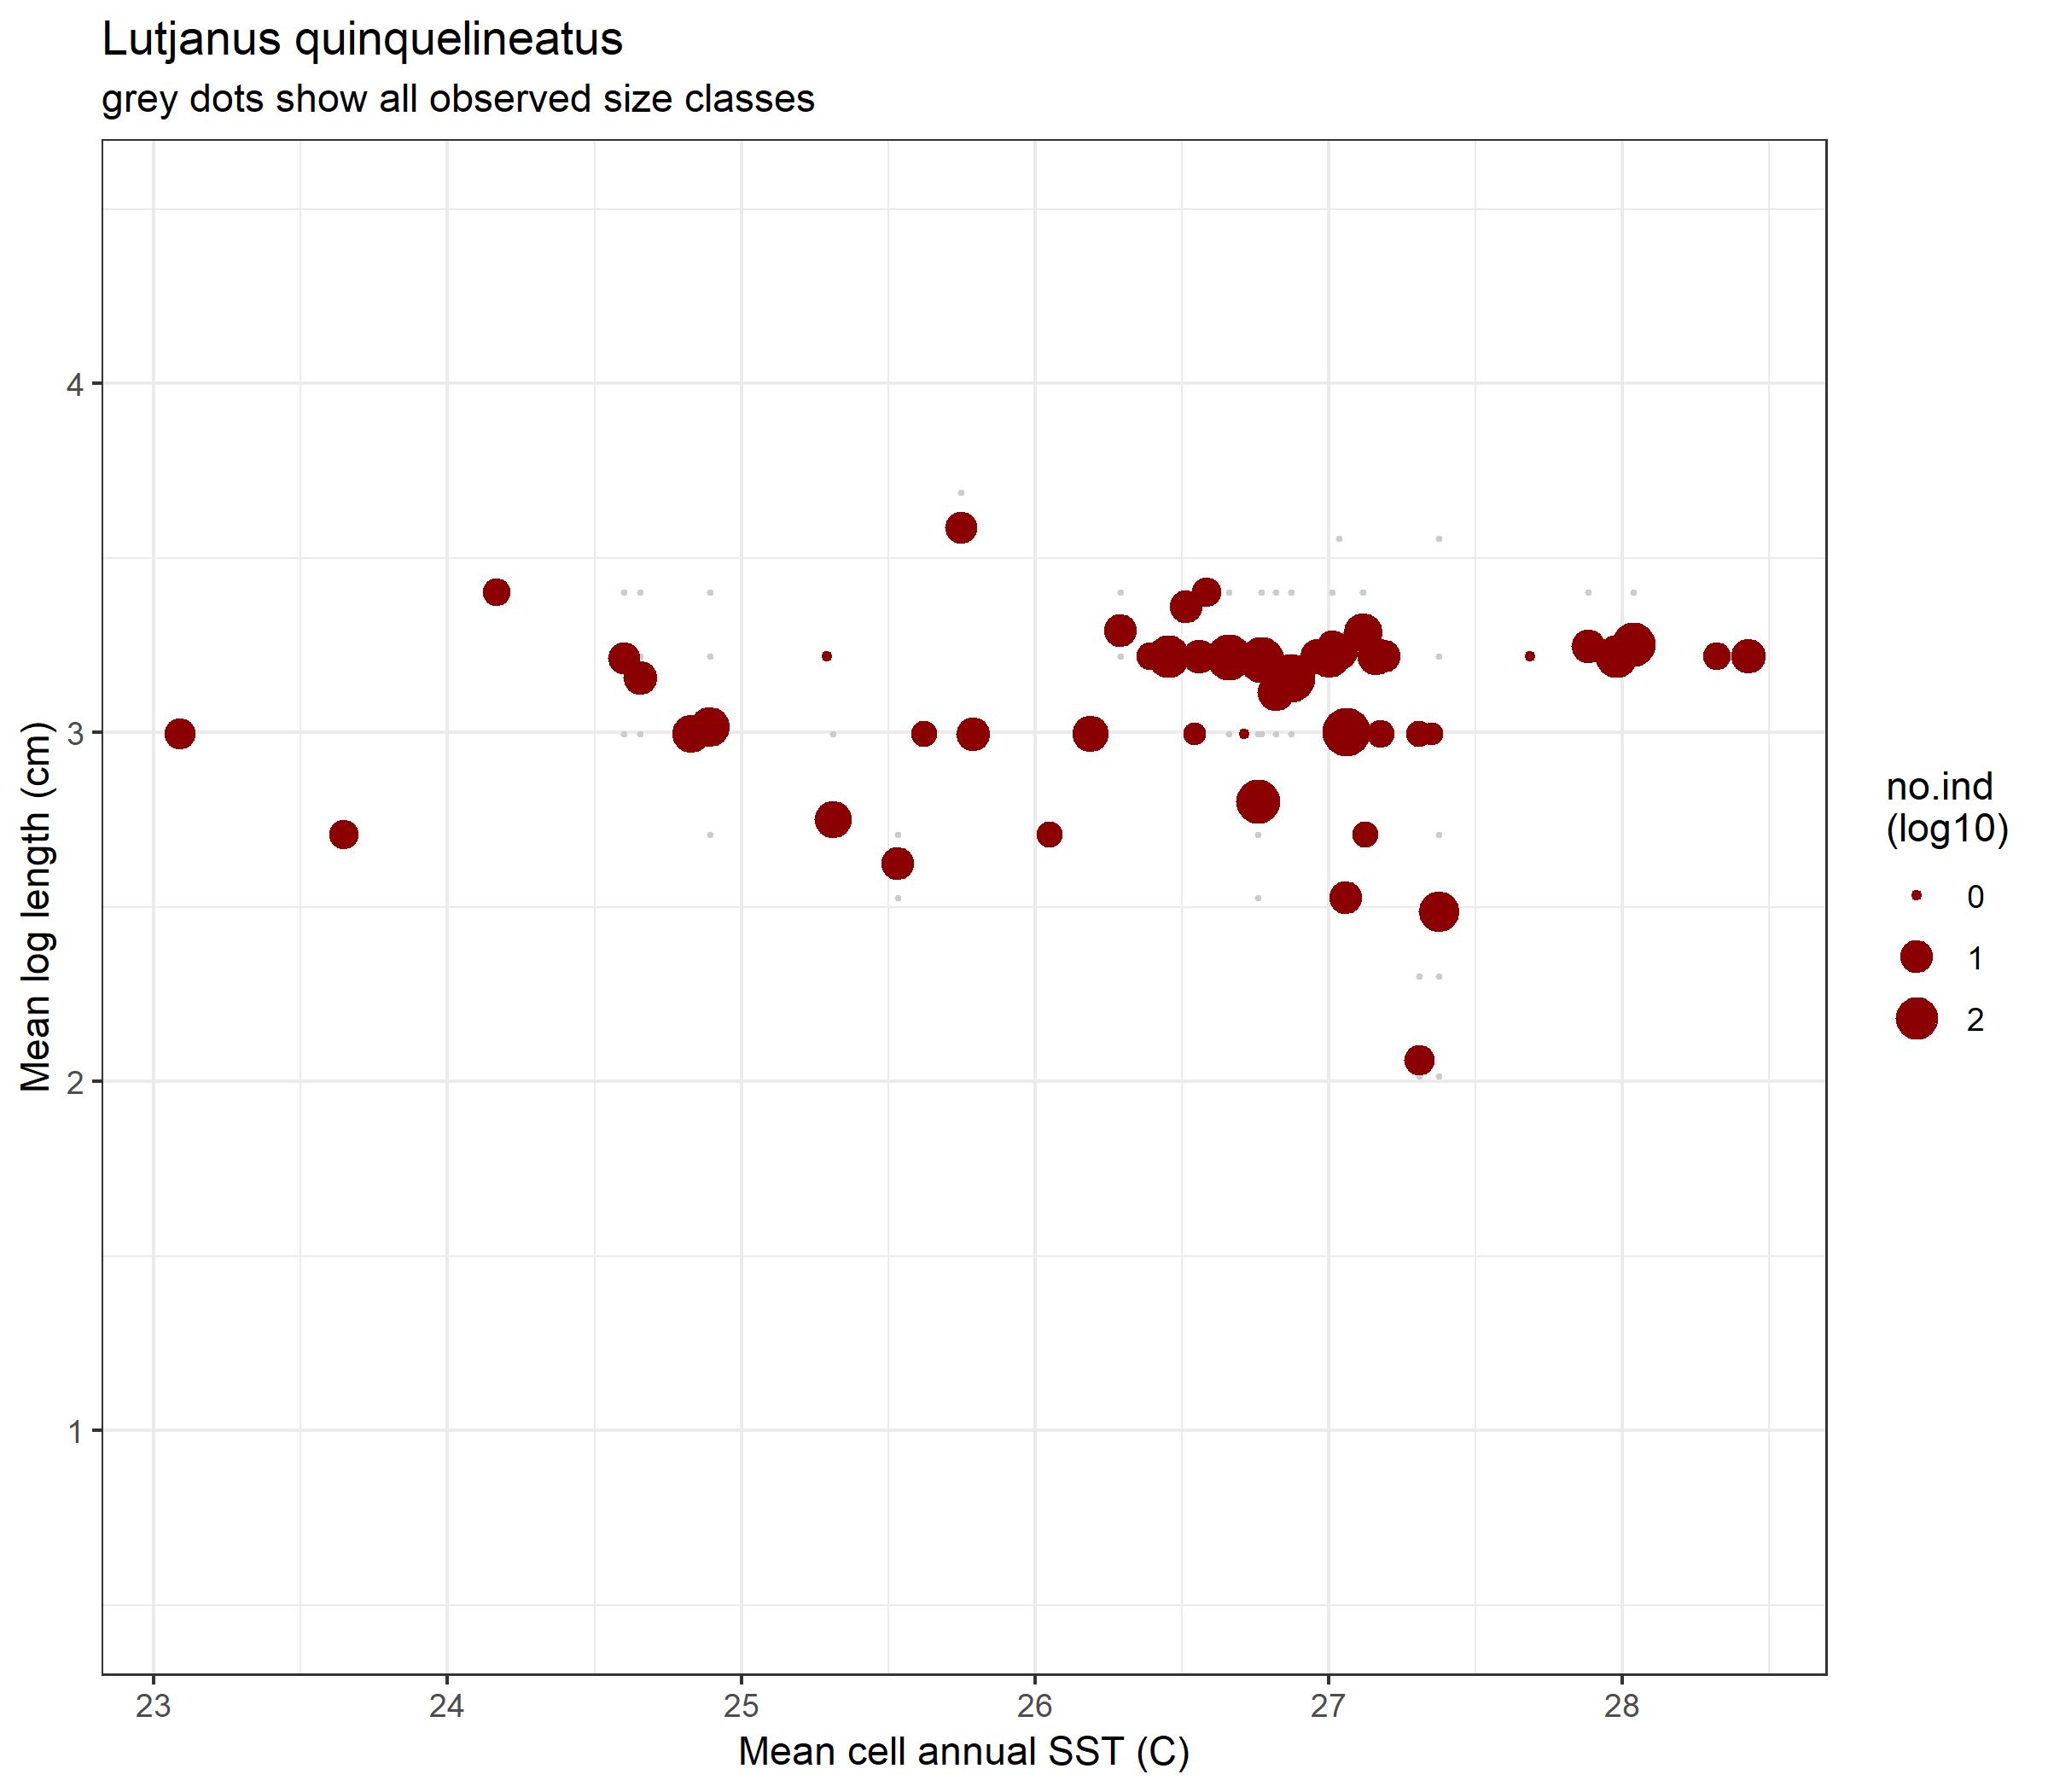 Lutjanus quinquelineatus
grey dots show all observed size classes
Mean log length (cm)
4
3
2
1
23 24 25 26 27 28
Mean cell annual SST (C)
no.ind
(log10)
0
1
2